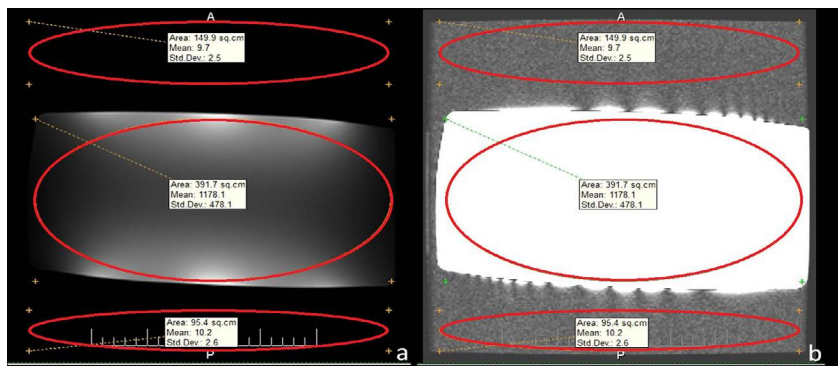 A
Area: 149.9 sq.cm
Mean: 9.7
Std.Dev.: 2.5
Area: 391.7 sq.cm
Mean: 1178.1
Std.Dev.: 478.1
Area: 95.4 sq.cm
Mean: 10.2
Std.Dev.: 2.6
P
a
A
Area: 149.9 sq.cm
Mean: 9.7
Std.Dev.: 2.5
Area: 391.7 sq.cm
Mean: 1178.1
Std.Dev.: 478.1
Area: 95.4 sq.cm
Mean: 10.2
Std.Dev.: 2.6
P
b